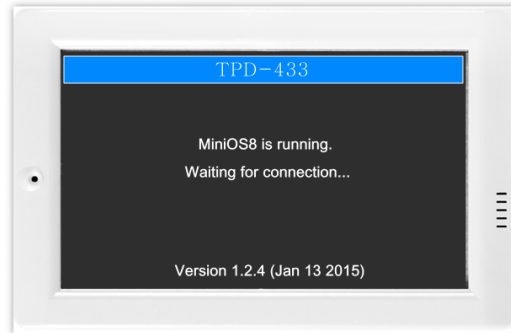 TPD-433
MiniOS8 is running.
Waiting for connection...
Version 1.2.4 (Jan 13 2015)